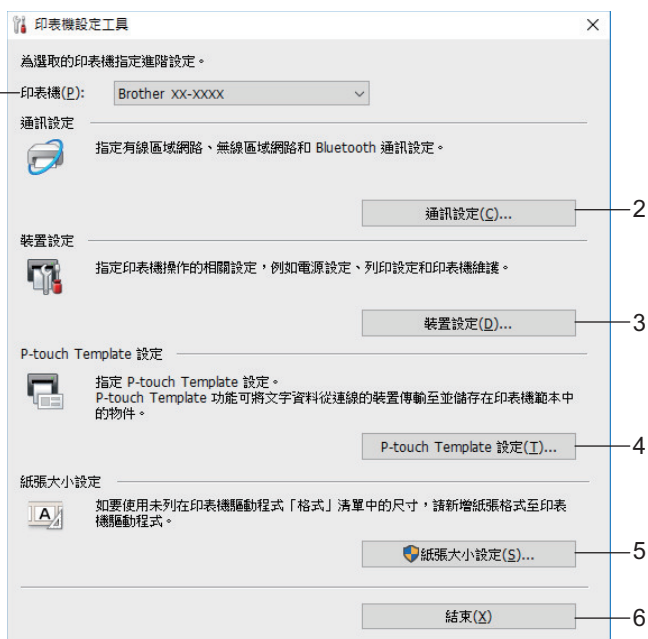 印表機設定工具
為選取的印表機指定進階設定。
印表機(P):
Brother XX-XXXX
通訊設定
指定有線區域網路、無線區域網路和 Bluetooth 通訊設定。
通訊設定(C)...
2
裝置設定
指定印表機操作的相關設定，例如電源設定、列印設定和印表機維護。
裝置設定(D)...
3
P-touch Template 設定
指定 P-touch Template 設定。
P-touch Template 功能可將文字資料從連線的裝置傳輸至並儲存在印表機範本中
的物件。
P-touch Template 設定(T)...
4
紙張大小設定
如要使用未列在印表機驅動程式「格式」清單中的尺寸，請新增紙張格式至印表
機驅動程式。
紙張大小設定(S)...
5
結束(X)
6